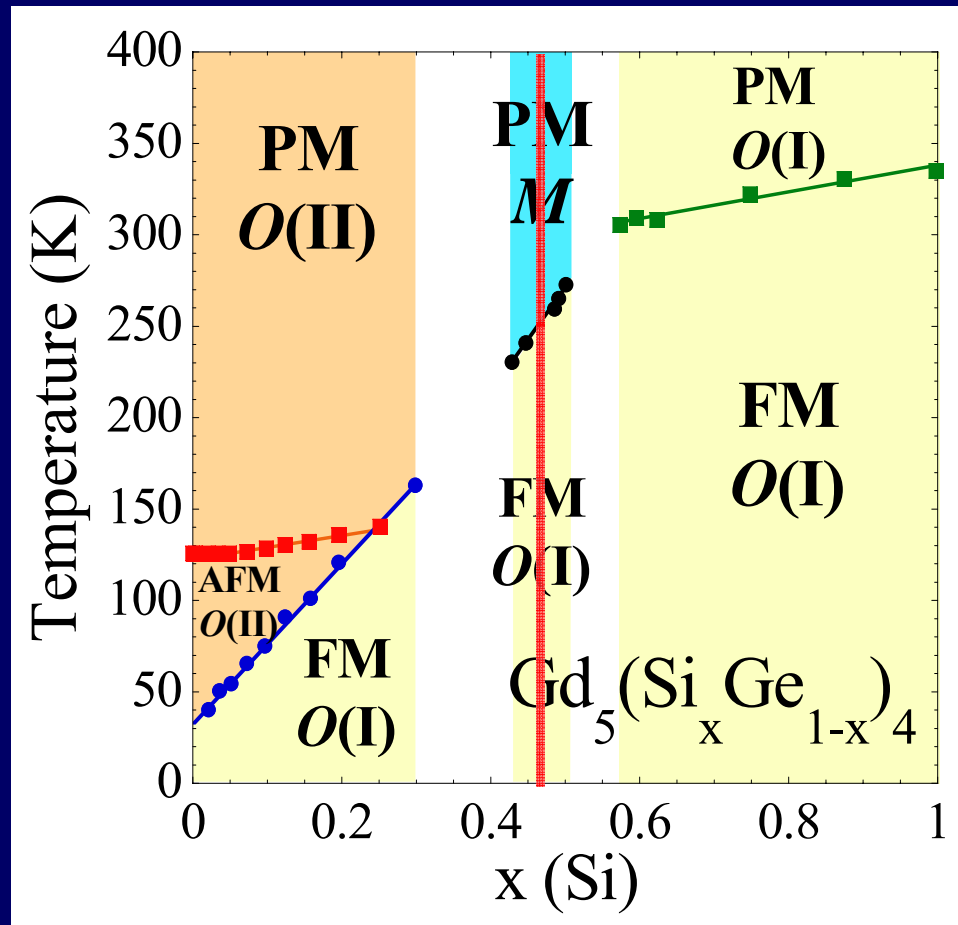 Temperature (K)
400
350
300
250
200
150
100
50
0
PM
O(II)
AFM
O(II)
FM
O(I)
PM
M
FM
O(I)
PM
O(I)
FM
O(I)
Gd5(SixGe1-x)4
0 0.2 0.4 0.6 0.8 1
x (Si)